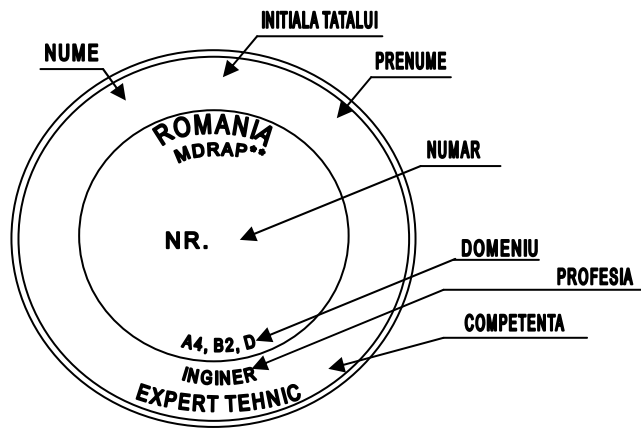 INITIALA TATALUI
NUME
PRENUME
ROMANIA
MDRAP**
NUMAR
NR.
DOMENIU
PROFESIA
A4, B2, D
COMPETENTA
INGINER
EXPERT TEHNIC